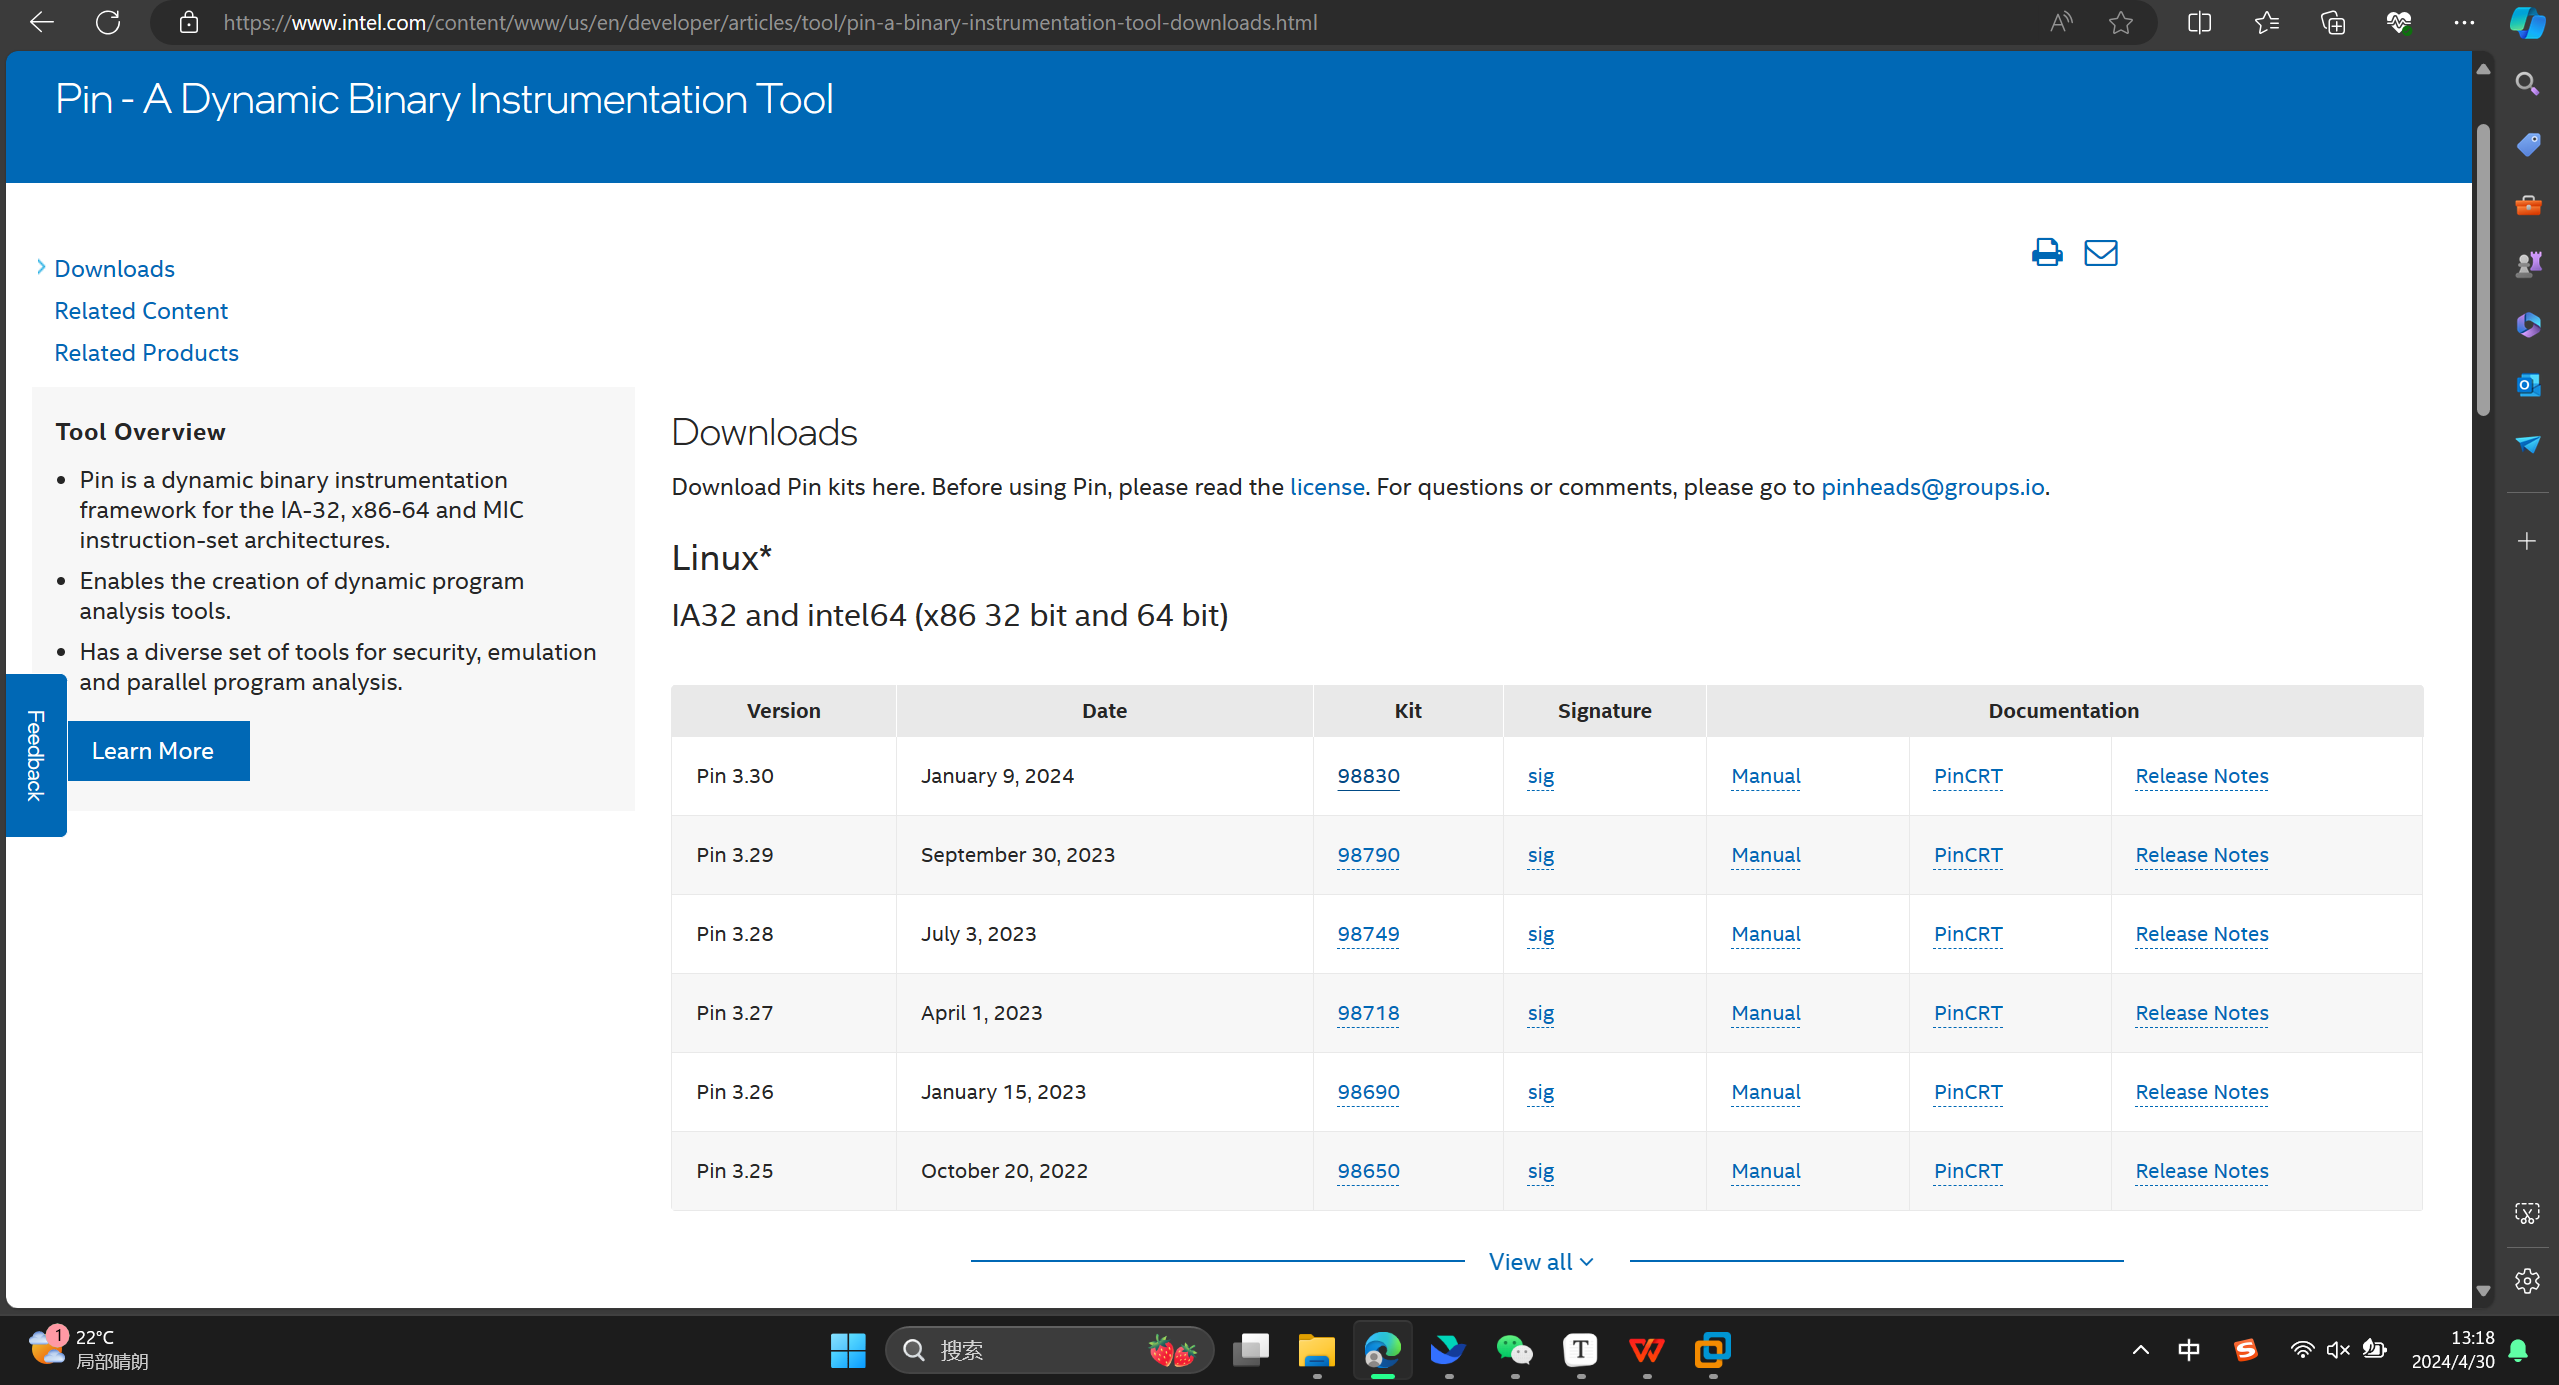 https://www.intel.com/content/www/us/en/developer/articles/tool/pin-a-binary-instrumentation-tool-downloads.html
Pin - A Dynamic Binary Instrumentation Tool
Downloads
Related Content
Related Products
Tool Overview
Pin is a dynamic binary instrumentation
framework for the IA-32, x86-64 and MIC
instruction-set architectures.
Enables the creation of dynamic program
analysis tools.
Has a diverse set of tools for security, emulation
and parallel program analysis.
Feedback
Learn More
Downloads
Download Pin kits here. Before using Pin, please read the license. For questions or comments, please go to pinheads@groups.io.
Linux*
IA32 and intel64 (x86 32 bit and 64 bit)
Version Date Kit Signature Documentation
Pin 3.30 January 9, 2024 98830 sig Manual PinCRT Release Notes
Pin 3.29 September 30, 2023 98790 sig Manual PinCRT Release Notes
Pin 3.28 July 3, 2023 98749 sig Manual PinCRT Release Notes
Pin 3.27 April 1, 2023 98718 sig Manual PinCRT Release Notes
Pin 3.26 January 15, 2023 98690 sig Manual PinCRT Release Notes
Pin 3.25 October 20, 2022 98650 sig Manual PinCRT Release Notes
View all
1
22°C
局部晴朗
搜索
中
13:18
2024/4/30